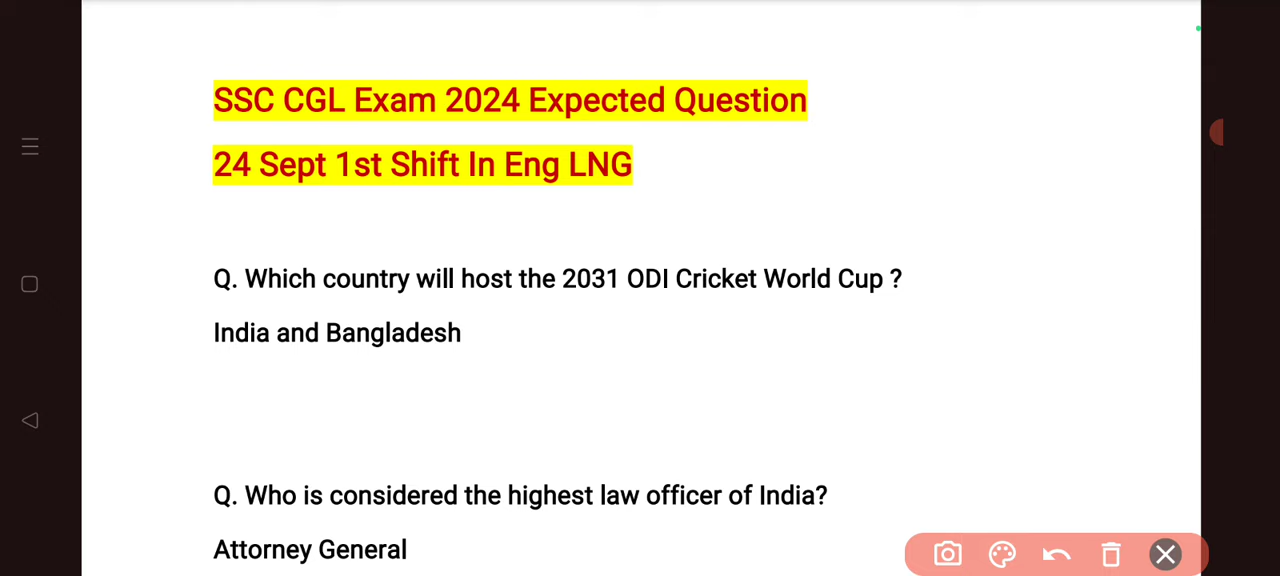 SSC CGL Exam 2024 Expected Question
24 Sept 1st Shift In Eng LNG
Q. Which country will host the 2031 ODI Cricket World Cup ?
India and Bangladesh
Q. Who is considered the highest law officer of India?
Attorney General